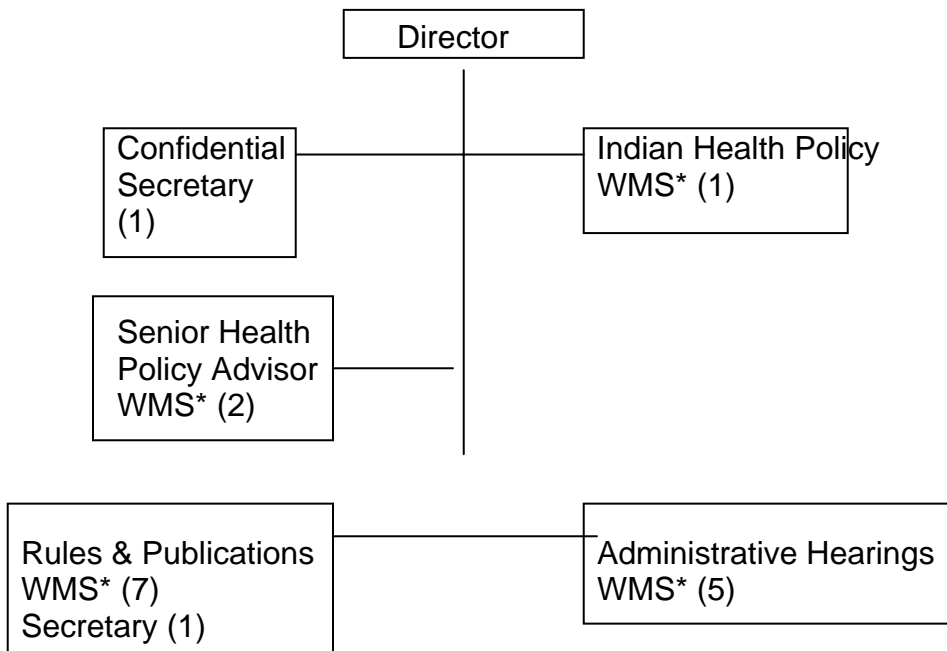 Director
Confidential
Secretary
(1)
Indian Health Policy
WMS* (1)
Senior Health
Policy Advisor
WMS* (2)
Rules & Publications
WMS* (7)
Secretary (1)
Administrative Hearings
WMS* (5)